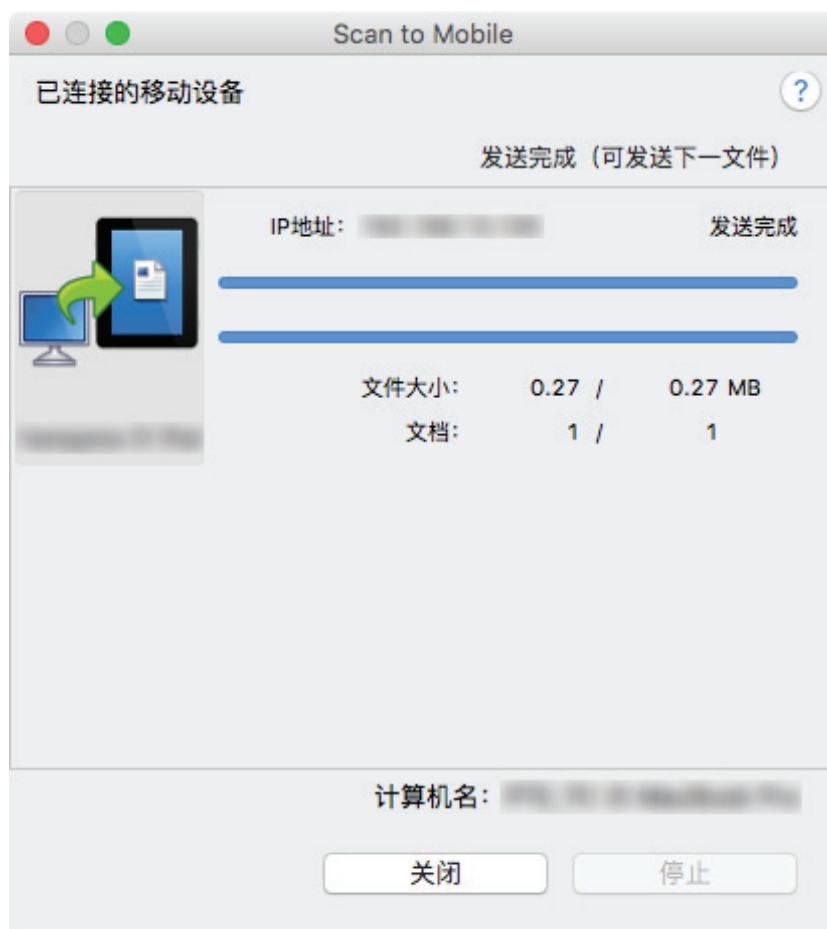 Scan to Mobile
已连接的移动设备
?
发送完成（可发送下一文件）
IP地址：
发送完成
文件大小： 0.27 / 0.27 MB
文档： 1 / 1
计算机名：
关闭 停止